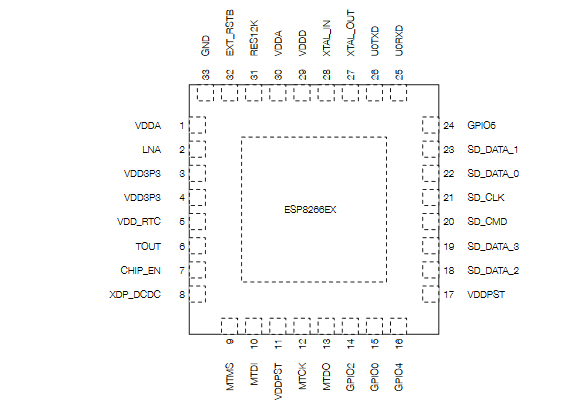 GND
EXT_RSTB
RES12K
VDDA
VDDD
XTAL_IN
XTAL_OUT
U0TXD
U0RXD
33
32
31
30
29
28
27
26
25
VDDA 1
LNA 2
VDD3P3 3
VDD3P3 4
VDD_RTC 5
TOUT 6
CHIP_EN 7
XDP_DCDC 8
ESP8266EX
24 GPIO5
23 SD_DATA_1
22 SD_DATA_0
21 SD_CLK
20 SD_CMD
19 SD_DATA_3
18 SD_DATA_2
17 VDDPST
9
10
11
12
13
14
15
16
MTMS
MTDI
VDDPST
MTCK
MTDO
GPIO2
GPIO0
GPIO4